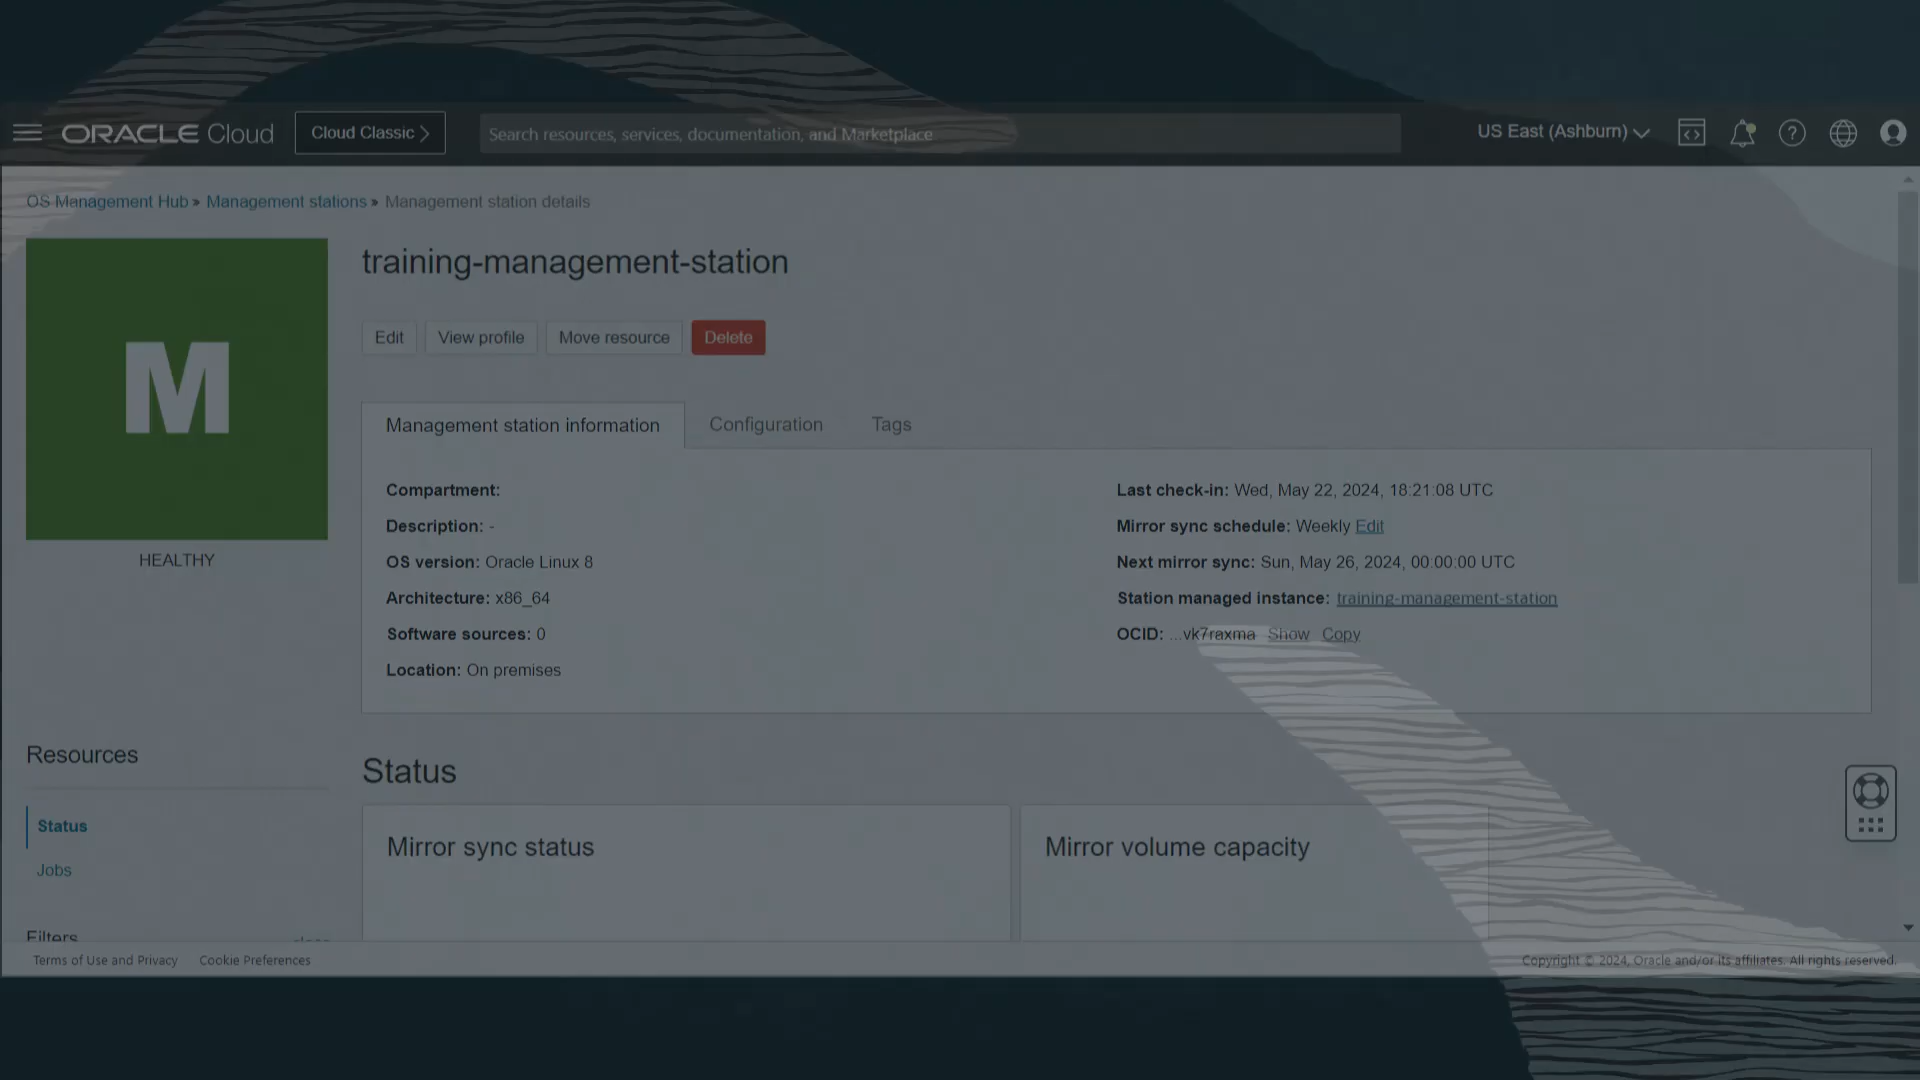 ORACLE Cloud
Cloud Classic
Search resources, services, documentation, and Marketplace
US East (Ashburn)
OS Management Hub » Management stations » Management station details
M
HEALTHY
training-management-station
Edit
View profile
Move resource
Delete
Management station information
Configuration
Tags
Compartment:
Description: -
OS version: Oracle Linux 8
Architecture: x86_64
Software sources: 0
Location: On premises
Last check-in: Wed, May 22, 2024, 18:21:08 UTC
Mirror sync schedule: Weekly Edit
Next mirror sync: Sun, May 26, 2024, 00:00:00 UTC
Station managed instance: training-management-station
OCID: ...vk7raxma Show Copy
Resources
Status
Jobs
Filters
Status
Mirror sync status
Mirror volume capacity
Terms of Use and Privacy
Cookie Preferences
Copyright © 2024, Oracle and/or its affiliates. All rights reserved.